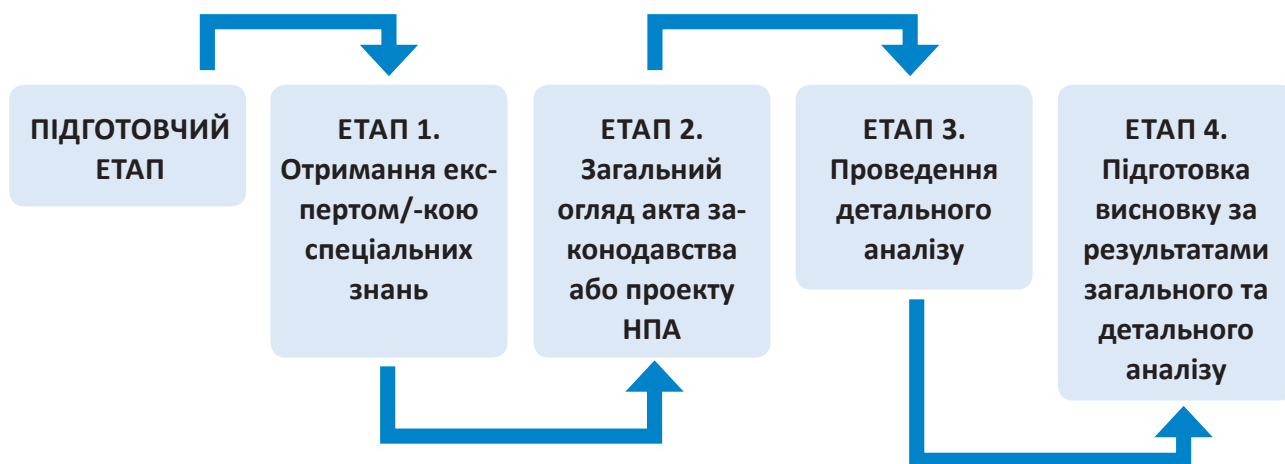 ПІДГОТОВЧИЙ
ЕТАП
ЕТАП 1.
Отримання екс-
пертом/-кою
спеціальних
знань
ЕТАП 2.
Загальний
огляд акта за-
конодавства
або проекту
НПА
ЕТАП 3.
Проведення
детального
аналізу
ЕТАП 4.
Підготовка
висновку за
результатами
загального та
детального
аналізу